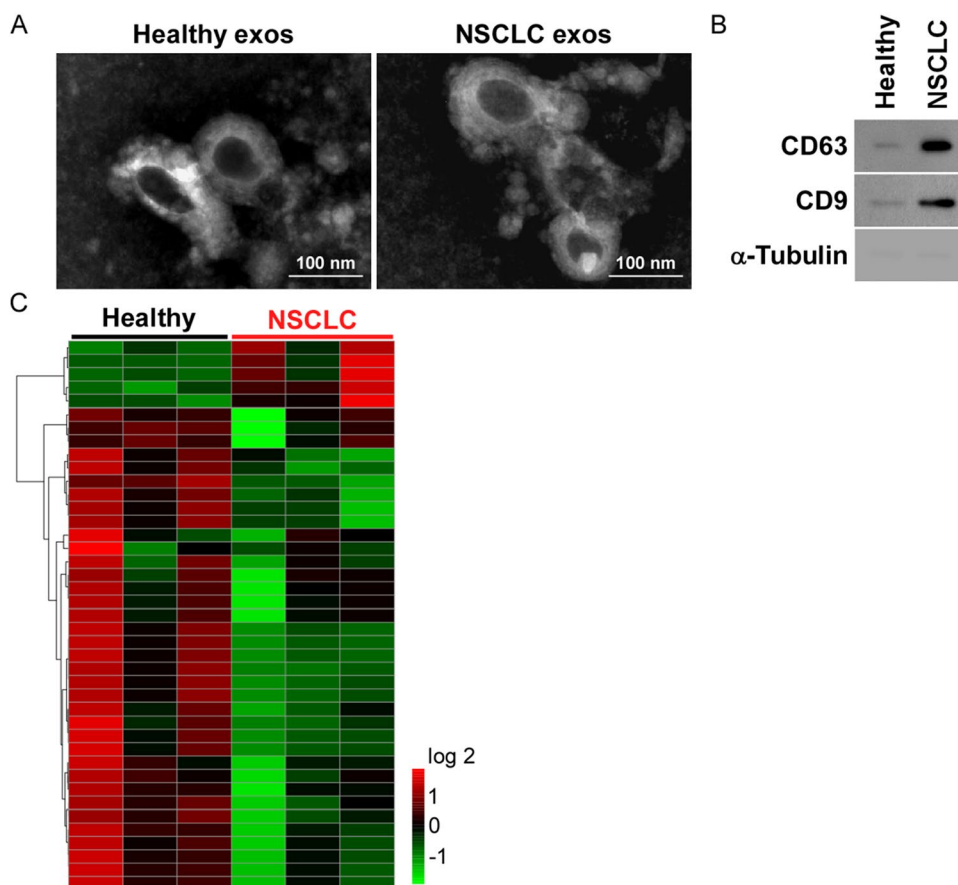 A
Healthy exos
NSCLC exos
100 nm
100 nm
B
Healthy
NSCLC
CD63
CD9
α-Tubulin
C
Healthy
NSCLC
log 2
1
0
-1